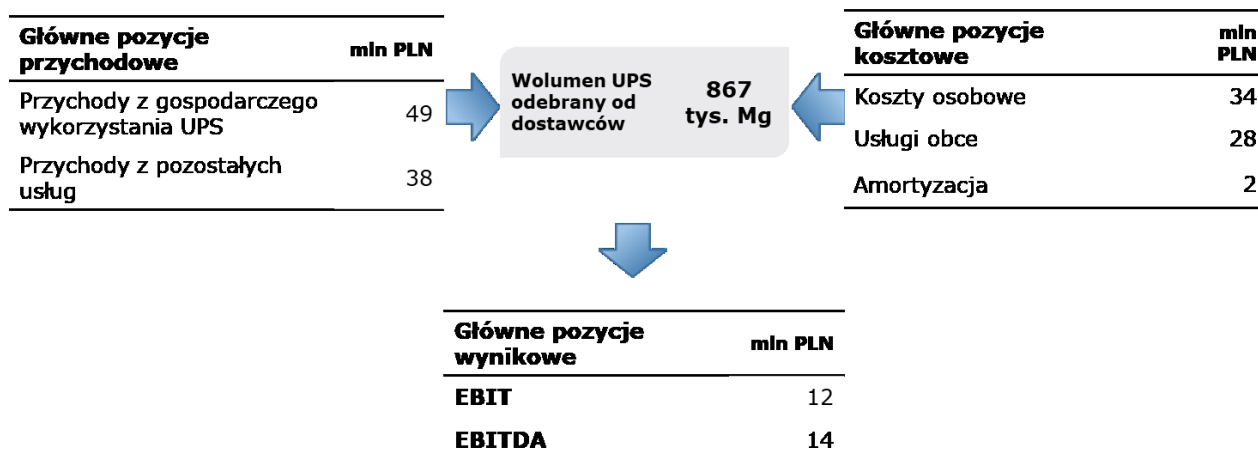 Główne pozycje
przychodowe
mln PLN
Przychody z gospodarczego
wykorzystania UPS
49
Przychody z pozostałych
usług
38
Wolumen UPS
odebrany od
dostawców
867
tys. Mg
Główne pozycje
kosztowe
mln
PLN
Koszty osobowe 34
Usługi obce 28
Amortyzacja 2
Główne pozycje
wynikowe
mln PLN
EBIT 12
EBITDA 14